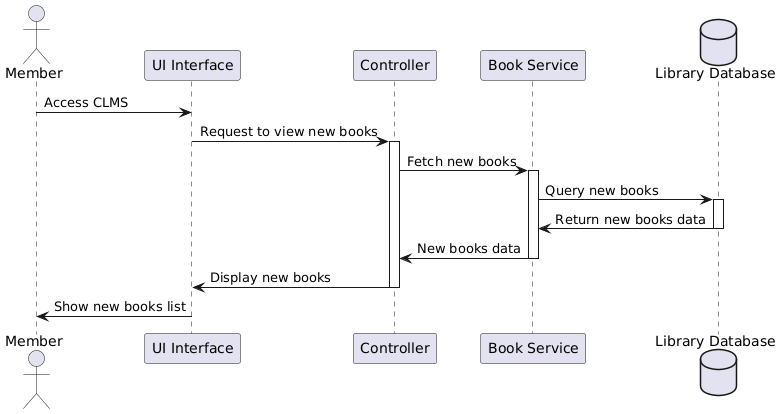 Member
UI Interface
Controller
Book Service
Library Database
Access CLMS
Request to view new books
Fetch new books
Query new books
Return new books data
New books data
Display new books
Show new books list
Member
UI Interface
Controller
Book Service
Library Database